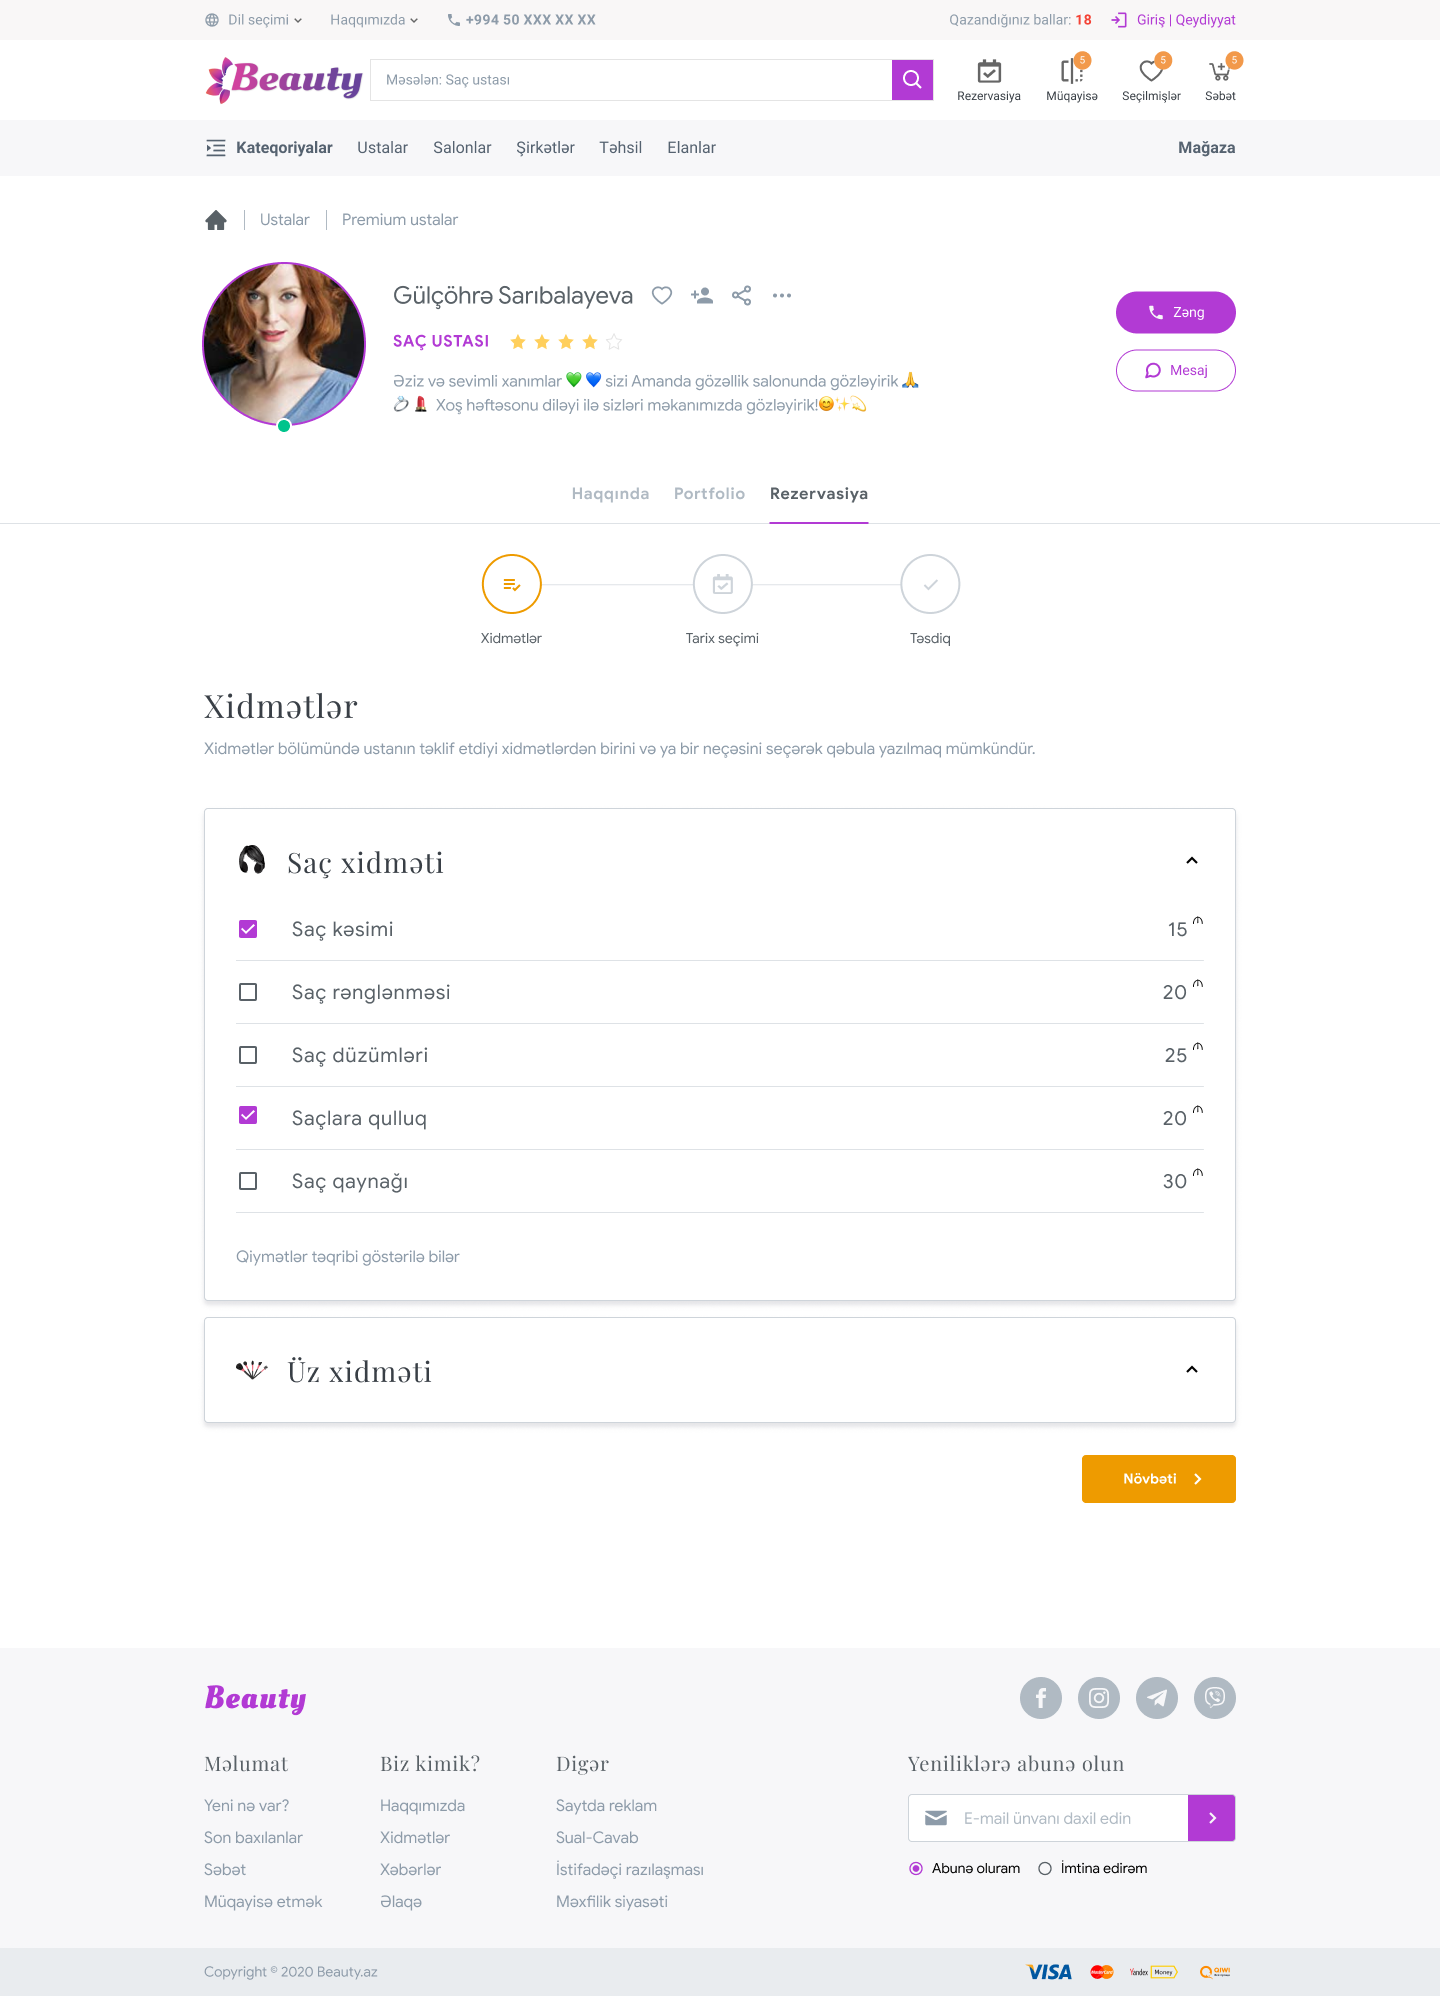 Dil seçimi
Haqqımızda
+994 50 XXX XX XX
Qazandığınız ballar: 18
Giriş | Qeydiyyat
Beauty
Məsələn: Saç ustası
5
5
5
Rezervasiya
Müqayisə
Seçilmişlər
Səbət
Kateqoriyalar
Ustalar
Salonlar
Şirkətlər
Təhsil
Elanlar
Mağaza
Ustalar
Premium ustalar
Gülçöhrə Sarıbalayeva
SAÇ USTASI
Əziz və sevimli xanımlar 💚 💙 sizi Amanda gözəllik salonunda gözləyirik 🙏
💍 💄 Xoş həftəsonu diləyi ilə sizləri məkanımızda gözləyirik!😊✨💫
Zəng
Mesaj
Haqqında
Portfolio
Rezervasiya
Xidmətlər
Tarix seçimi
Təsdiq
Xidmətlər
Xidmətlər bölümündə ustanın təklif etdiyi xidmətlərdən birini və ya bir neçəsini seçərək qəbula yazılmaq mümkündür.
Saç xidməti
Saç kəsimi
15 ₼
Saç rənglənməsi
20 ₼
Saç düzümləri
25 ₼
Saçlara qulluq
20 ₼
Saç qaynağı
30 ₼
Qiymətlər təqribi göstərilə bilər
Üz xidməti
Növbəti
Beauty
Məlumat
Yeni nə var?
Son baxılanlar
Səbət
Müqayisə etmək
Biz kimik?
Haqqımızda
Xidmətlər
Xəbərlər
Əlaqə
Digər
Saytda reklam
Sual-Cavab
İstifadəçi razılaşması
Məxfilik siyasəti
Yeniliklərə abunə olun
E-mail ünvanı daxil edin
Abunə oluram
İmtina edirəm
Copyright © 2020 Beauty.az
VISA
MasterCard
Yandex Money
QIWI